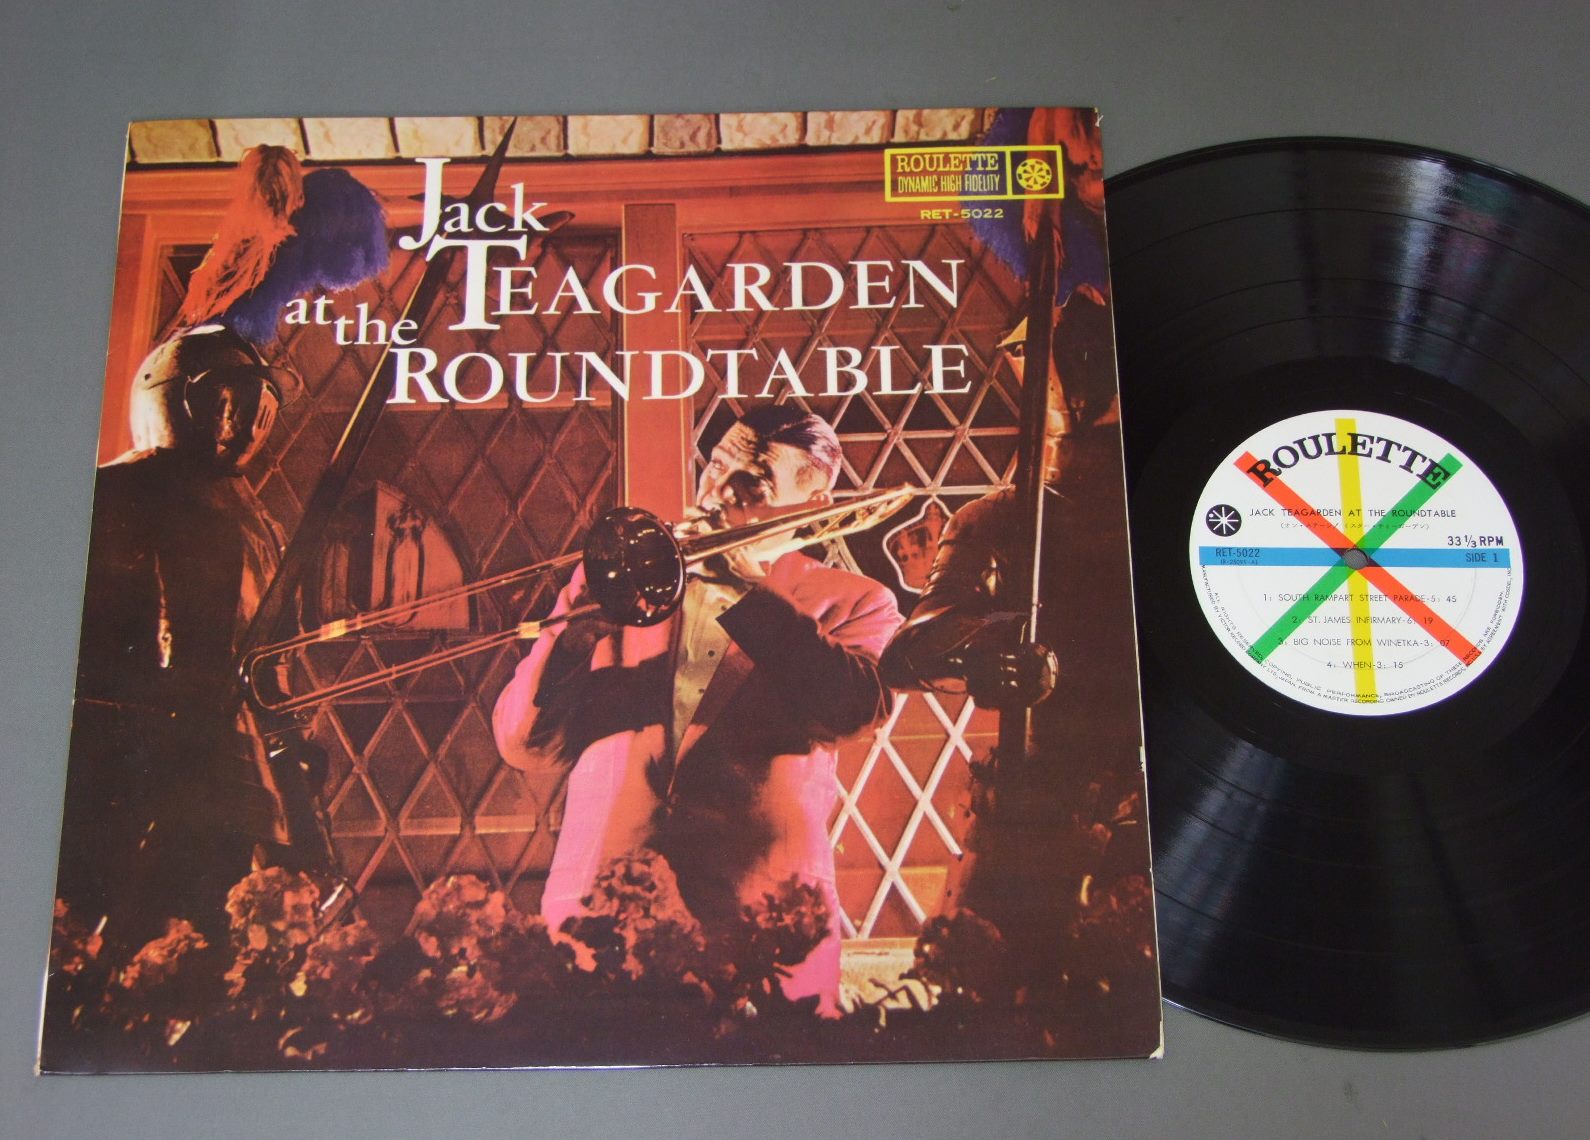 Jack
TEAGARDEN
at the
ROUNDTABLE
ROULETTE
DYNAMIC HIGH FIDELITY
RET-5022
ROULETTE
JACK TEAGARDEN AT THE ROUNDTABLE
33 1/3 RPM
RET-5022
SIDE 1
1: SOUTH RAMPART STREET PARADE-5: 45
2: ST. JAMES INFIRMARY-6: 19
3: BIG NOISE FROM WINETKA-3: 07
4: WHEN-3: 15